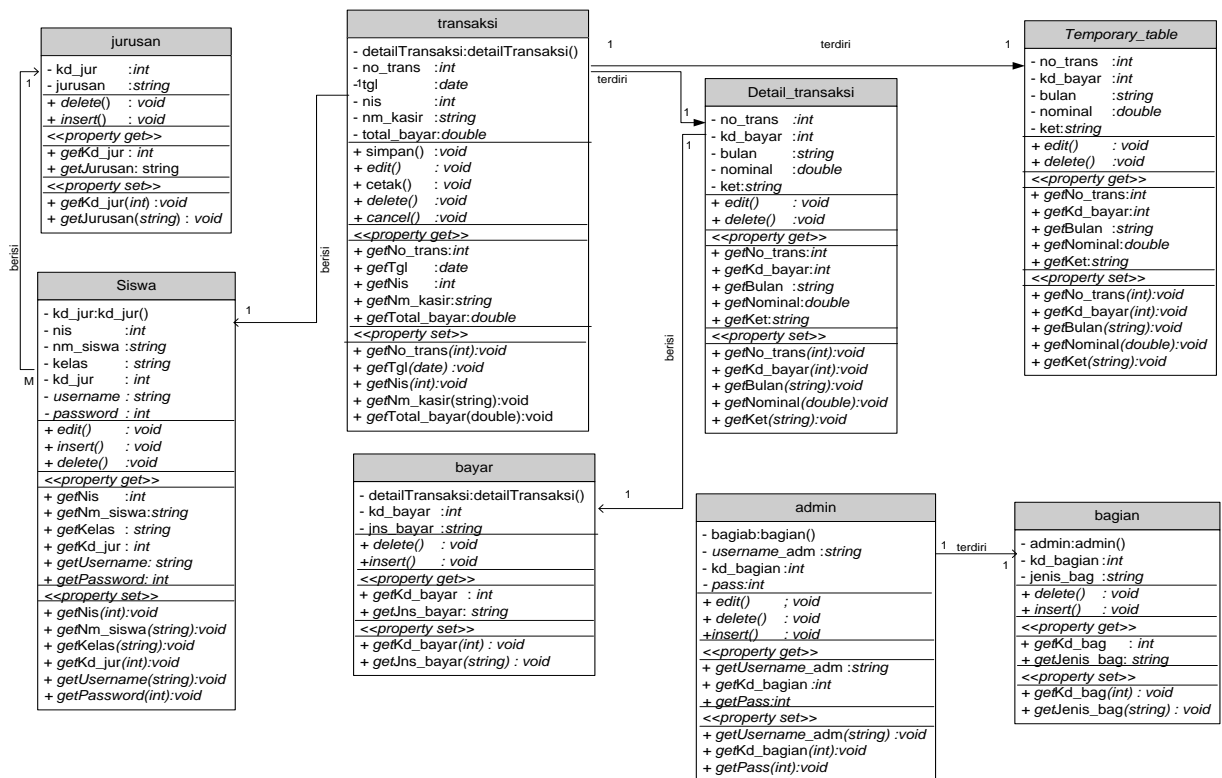 jurusan
- kd_jur :int
- jurusan :string
+ delete() : void
+ insert() : void
<<property get>>
+ getKd_jur : int
+ getJurusan: string
<<property set>>
+ getKd_jur(int) : void
+ getJurusan(string) : void
1
berisi
M
Siswa
- kd_jur:kd_jur()
- nis :int
- nm_siswa:string
- kelas : string
- kd_jur : int
- username : string
- password : int
+ edit() : void
+ insert() : void
+ delete() :void
<<property get>>
+ getNis :int
+ getNm_siswa:string
+ getKelas : string
+ getKd_jur : int
+ getUsername: string
+ getPassword: int
<<property set>>
+ getNis(int):void
+ getNm_siswa(string):void
+ getKelas(string):void
+ getKd_jur(int):void
+ getUsername(string):void
+ getPassword(int):void
berisi
1
transaksi
- detailTransaksi:detailTransaksi()
- no_trans :int
-1tgl :date
- nis :int
- nm_kasir :string
- total_bayar:double
+ simpan() :void
+ edit() : void
+ cetak() : void
+ delete() : void
+ cancel() :void
<<property get>>
+ getNo_trans:int
+ getTgl :date
+ getNis :int
+ getNm_kasir:string
+ getTotal_bayar:double
<<property set>>
+ getNo_trans(int):void
+ getTgl(date) :void
+ getNis(int):void
+ getNm_kasir(string):void
+ getTotal_bayar(double):void
1 terdiri 1
1
terdiri
1
Detail_transaksi
- no_trans :int
- kd_bayar :int
- bulan :string
- nominal :double
- ket:string
+ edit() : void
+ delete() : void
<<property get>>
+ getNo_trans:int
+ getKd_bayar:int
+ getBulan :string
+ getNominal:double
+ getKet:string
<<property set>>
+ getNo_trans(int):void
+ getKd_bayar(int):void
+ getBulan(string):void
+ getNominal(double):void
+ getKet(string):void
1
berisi
1
Temporary_table
- no_trans :int
- kd_bayar :int
- bulan :string
- nominal :double
- ket:string
+ edit() : void
+ delete() : void
<<property get>>
+ getNo_trans:int
+ getKd_bayar:int
+ getBulan :string
+ getNominal:double
+ getKet:string
<<property set>>
+ getNo_trans(int):void
+ getKd_bayar(int):void
+ getBulan(string):void
+ getNominal(double):void
+ getKet(string):void
bayar
- detailTransaksi:detailTransaksi()
- kd_bayar :int
- jns_bayar :string
+ delete() : void
+insert() : void
<<property get>>
+ getKd_bayar : int
+ getJns_bayar: string
<<property set>>
+ getKd_bayar(int) : void
+ getJns_bayar(string) : void
admin
- bagiab:bagian()
- username_adm :string
- kd_bagian :int
- pass:int
+ edit() ; void
+ delete() : void
+insert() : void
<<property get>>
+ getUsername_adm :string
+ getKd_bagian :int
+ getPass:int
<<property set>>
+ getUsername_adm(string) :void
+ getKd_bagian(int):void
+ getPass(int):void
1 terdiri
1
bagian
- admin:admin()
- kd_bagian :int
- jenis_bag :string
+ delete() : void
+ insert() : void
<<property get>>
+ getKd_bag : int
+ getJenis_bag: string
<<property set>>
+ getKd_bag(int) : void
+ getJenis_bag(string) : void